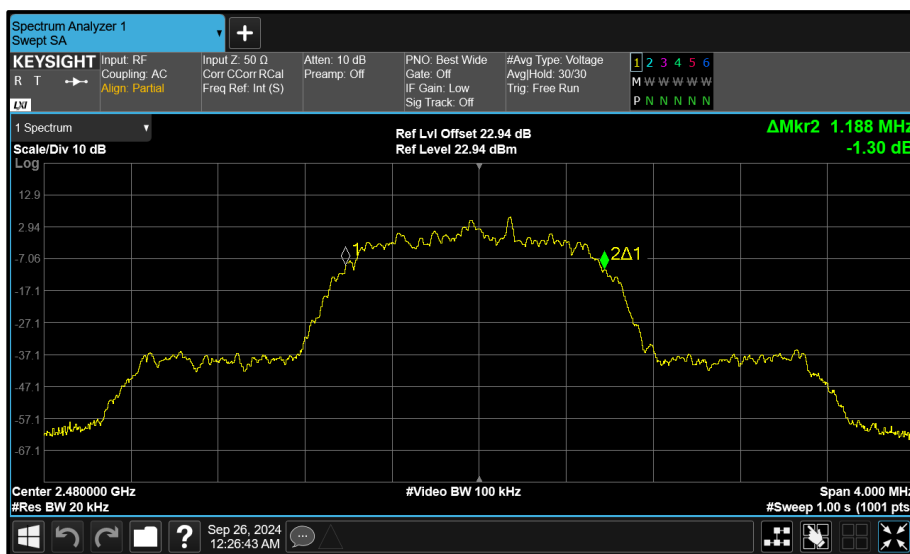 Spectrum Analyzer 1
Swept SA
KEYSIGHT
R T
LXI
Input: RF
Coupling: AC
Align: Partial
Input Z: 50 Ω
Corr CCorr RCal
Freq Ref: Int (S)
Atten: 10 dB
Preamp: Off
PNO: Best Wide
Gate: Off
IF Gain: Low
Sig Track: Off
#Avg Type: Voltage
Avg|Hold: 30/30
Trig: Free Run
1 2 3 4 5 6
M W W W W W
P N N N N N
1 Spectrum
Scale/Div 10 dB
Ref Lvl Offset 22.94 dB
Ref Level 22.94 dBm
ΔMkr2 1.188 MHz
-1.30 dB
Log
12.9
2.94
-7.06
-17.1
-27.1
-37.1
-47.1
-57.1
-67.1
1
2Δ1
Center 2.480000 GHz
#Res BW 20 kHz
#Video BW 100 kHz
Span 4.000 MHz
#Sweep 1.00 s (1001 pts
?
Sep 26, 2024
12:26:43 AM